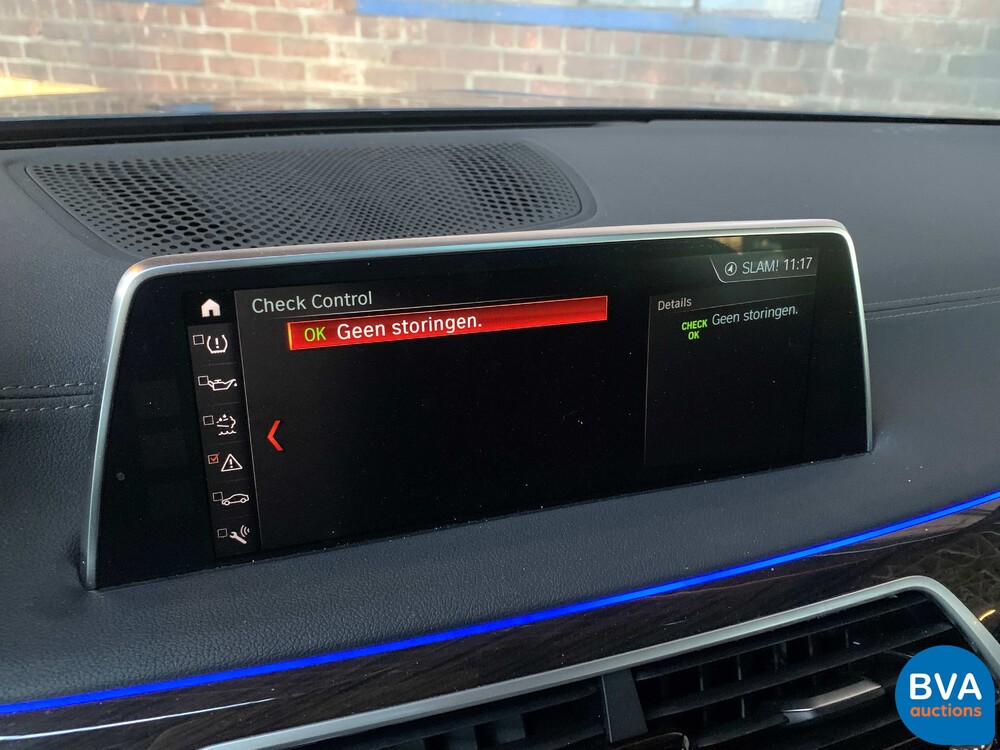 SLAM! 11:17
Check Control
OK Geen storingen.
Details
CHECK OK Geen storingen.
BVA
auctions